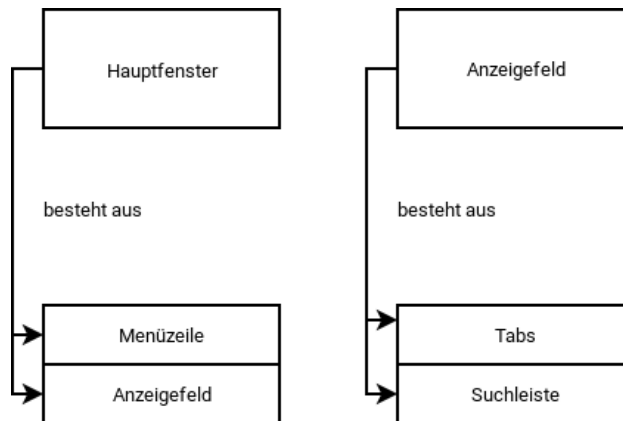 Hauptfenster
Anzeigefeld
besteht aus
besteht aus
Menüzeile
Tabs
Anzeigefeld
Suchleiste